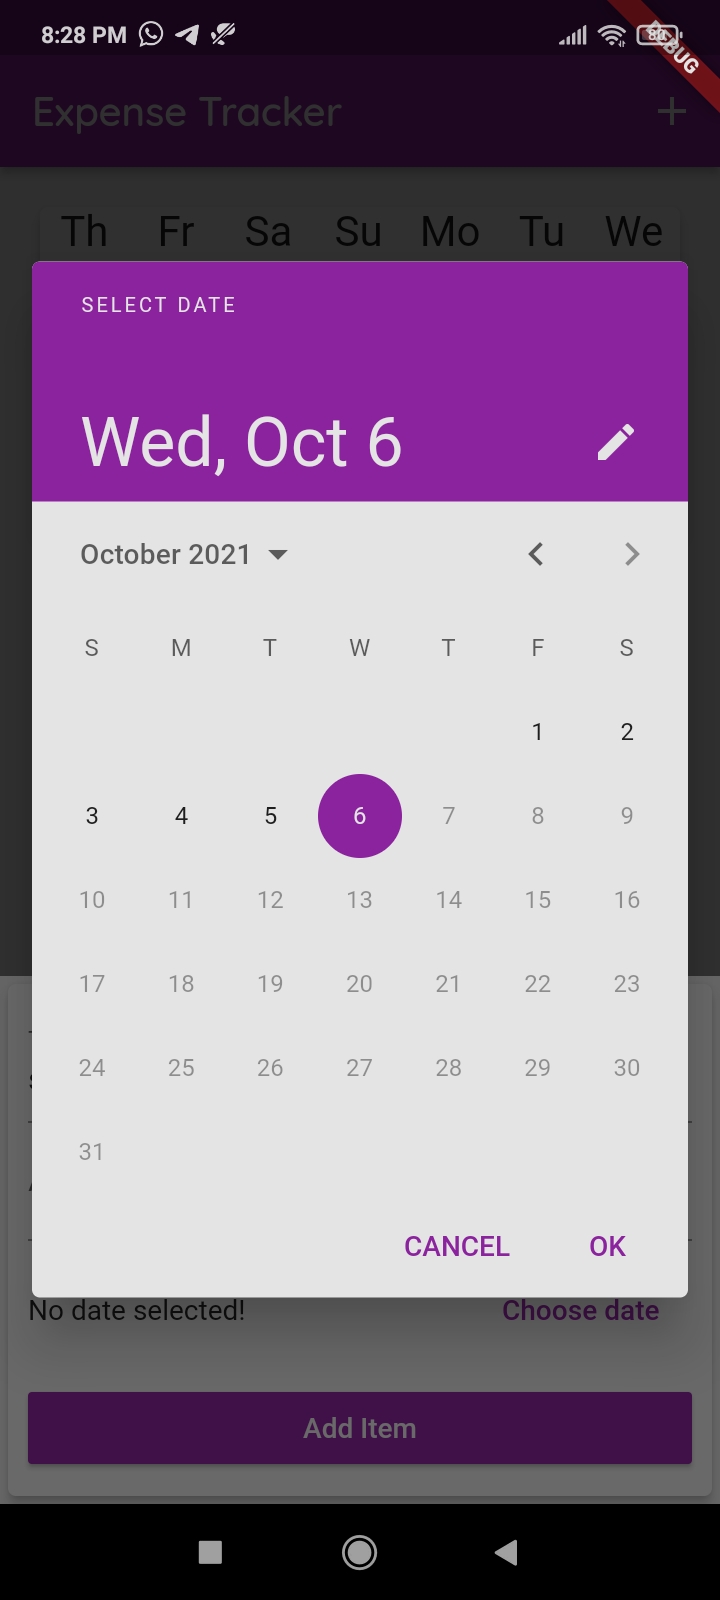 8:28 PM
80
DEBUG
Expense Tracker
Th Fr Sa Su Mo Tu We
SELECT DATE
Wed, Oct 6
October 2021
S M T W T F S
1 2
3 4 5 6 7 8 9
10 11 12 13 14 15 16
17 18 19 20 21 22 23
24 25 26 27 28 29 30
31
CANCEL OK
No date selected! Choose date
Add Item